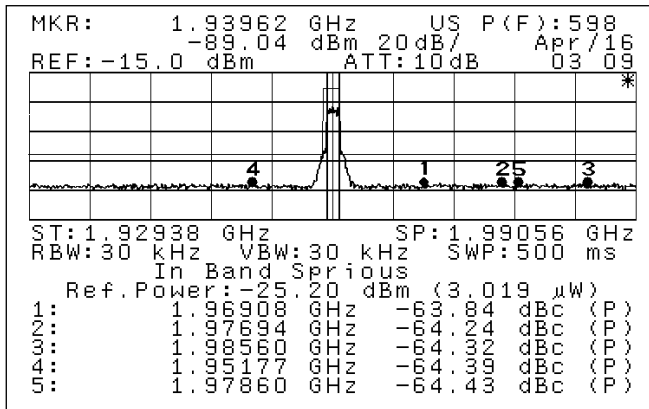 MKR: 1.93962 GHz US P(F):598
-89.04 dBm 20dB/ Apr/16
REF:-15.0 dBm ATT:10dB 03 09
*
4 1 2 5 3
ST:1.92938 GHz SP:1.99056 GHz
RBW:30 kHz VBW:30 kHz SWP:500 ms
In Band Sprious
Ref.Power:-25.20 dBm (3.019 μW)
1: 1.96908 GHz -63.84 dBc (P)
2: 1.97694 GHz -64.24 dBc (P)
3: 1.98560 GHz -64.32 dBc (P)
4: 1.95177 GHz -64.39 dBc (P)
5: 1.97860 GHz -64.43 dBc (P)